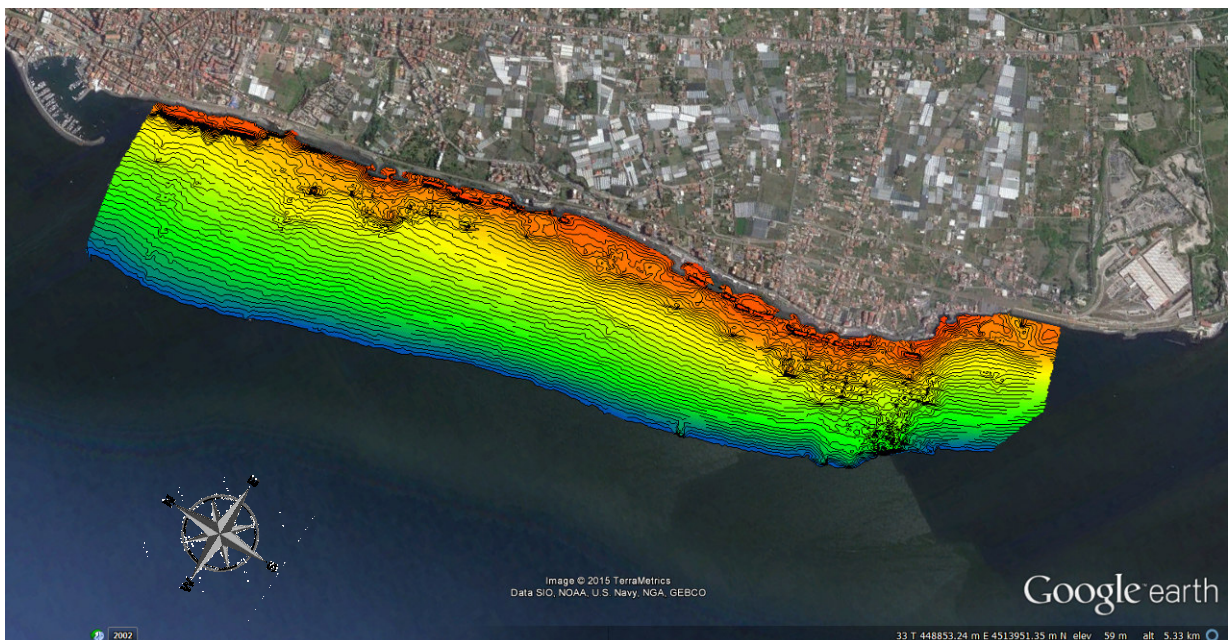 Image © 2015 TerraMetrics
Data SIO, NOAA, U.S. Navy, NGA, GEBCO
Google earth
2002
33 T 448853.24 m E 4513951.35 m N elev 59 m alt 5.33 km